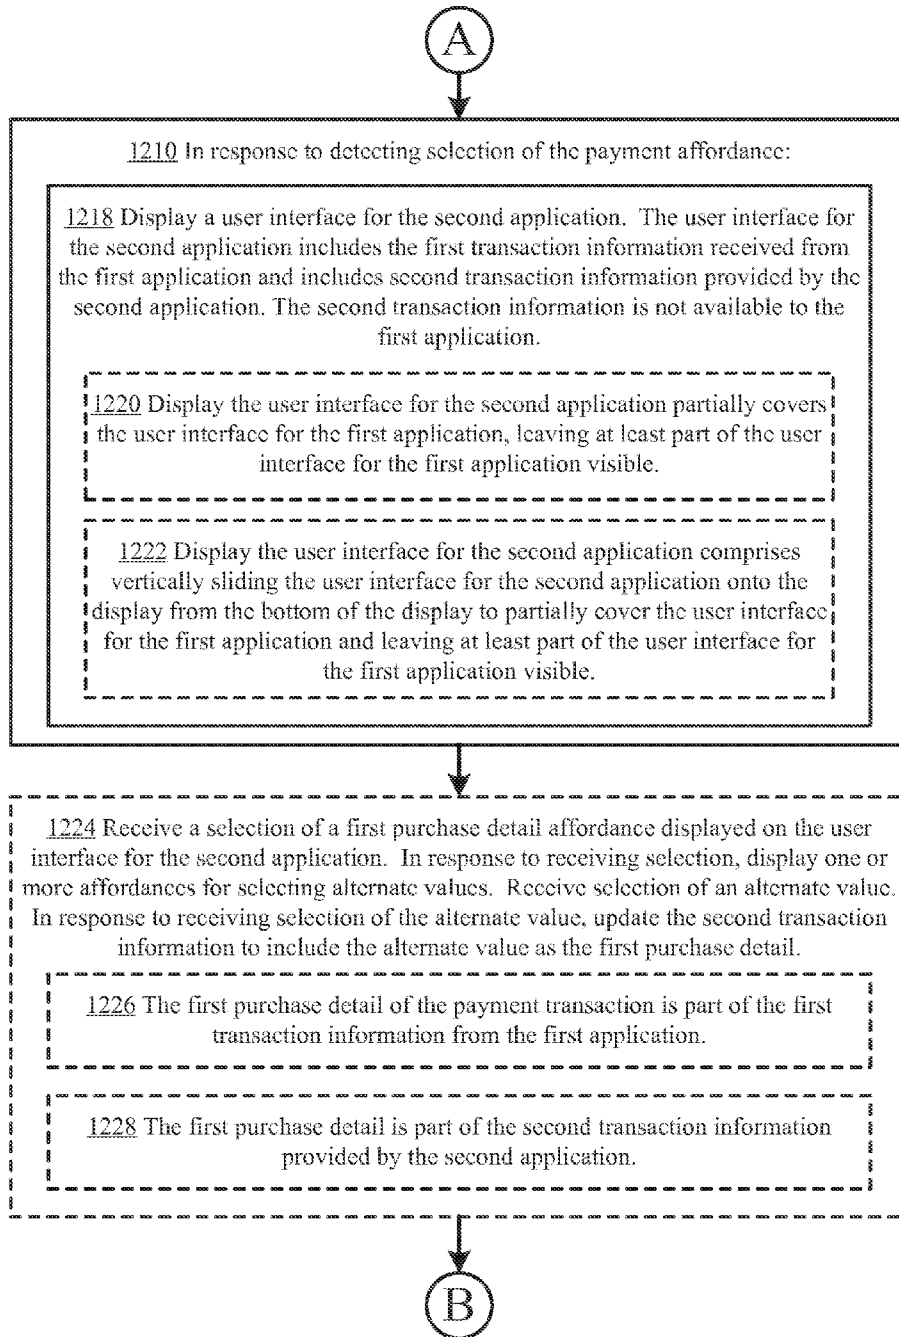 A
1210 In response to detecting selection of the payment affordance:
1218 Display a user interface for the second application. The user interface for
the second application includes the first transaction information received from
the first application and includes second transaction information provided by the
second application. The second transaction information is not available to the
first application.
1220 Display the user interface for the second application partially covers
the user interface for the first application, leaving at least part of the user
interface for the first application visible.
1222 Display the user interface for the second application comprises
vertically sliding the user interface for the second application onto the
display from the bottom of the display to partially cover the user interface
for the first application and leaving at least part of the user interface for
the first application visible.
1224 Receive a selection of a first purchase detail affordance displayed on the user
interface for the second application. In response to receiving selection, display one or
more affordances for selecting alternate values. Receive selection of an alternate value.
In response to receiving selection of the alternate value, update the second transaction
information to include the alternate value as the first purchase detail.
1226 The first purchase detail of the payment transaction is part of the first
transaction information from the first application.
1228 The first purchase detail is part of the second transaction information
provided by the second application.
B